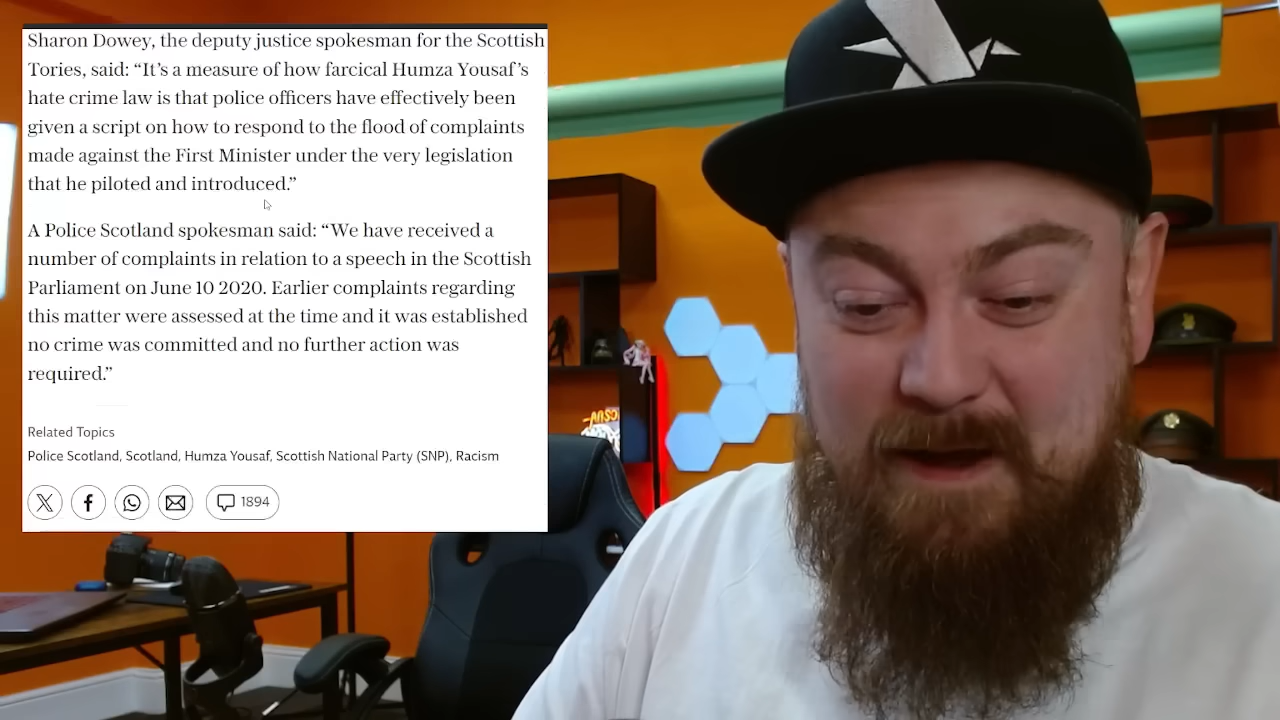 Sharon Dowey, the deputy justice spokesman for the Scottish
Tories, said: “It’s a measure of how farcical Humza Yousaf’s
hate crime law is that police officers have effectively been
given a script on how to respond to the flood of complaints
made against the First Minister under the very legislation
that he piloted and introduced.”
A Police Scotland spokesman said: “We have received a
number of complaints in relation to a speech in the Scottish
Parliament on June 10 2020. Earlier complaints regarding
this matter were assessed at the time and it was established
no crime was committed and no further action was
required.”
Related Topics
Police Scotland, Scotland, Humza Yousaf, Scottish National Party (SNP), Racism
1894